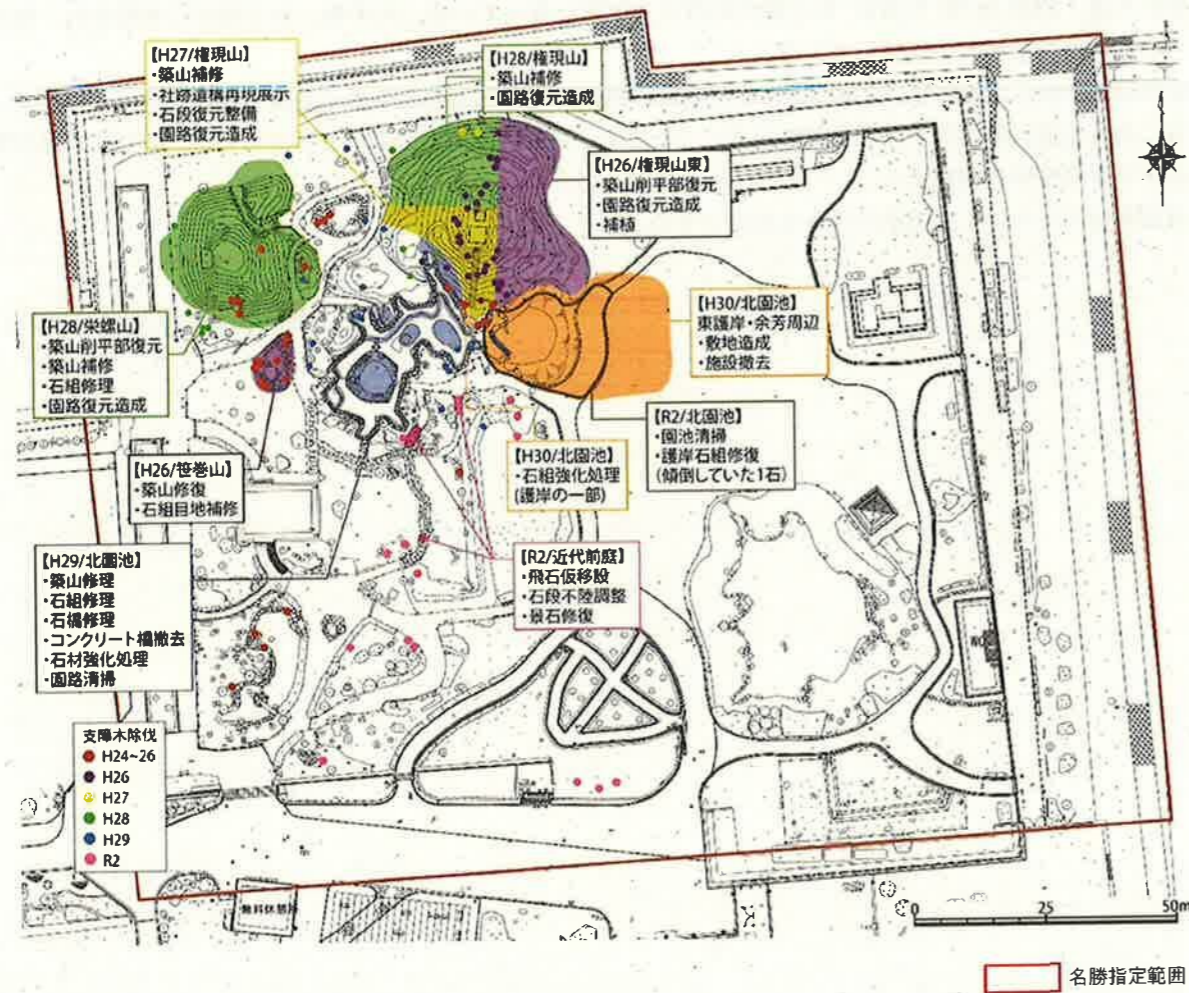 【H27/権現山】
・築山補修
・社跡遺構再現展示
・石段復元整備
・園路復元造成
【H28/権現山】
・築山補修
・園路復元造成
【H26/権現山東】
・築山削平部復元
・園路復元造成
・補植
【H30/北園池】
東護岸・余芳周辺
・敷地造成
・施設撤去
【H28/栄螺山】
・築山削平部復元
・築山補修
・石組修理
・園路復元造成
【R2/北園池】
・園池清掃
・護岸石組修復
(傾倒していた1石)
【H30/北園池】
・石組強化処理
(護岸の一部)
【H26/笹巻山】
・築山修復
・石組目地補修
【H29/北園池】
・築山修理
・石組修理
・石橋修理
・コンクリート橋撤去
・石材強化処理
・園路清掃
【R2/近代前庭】
・飛石仮移設
・石段不陸調整
・景石修復
支障木除伐
H24~26
H26
H27
H28
H29
R2
無料休憩所
0 25 50m
名勝指定範囲